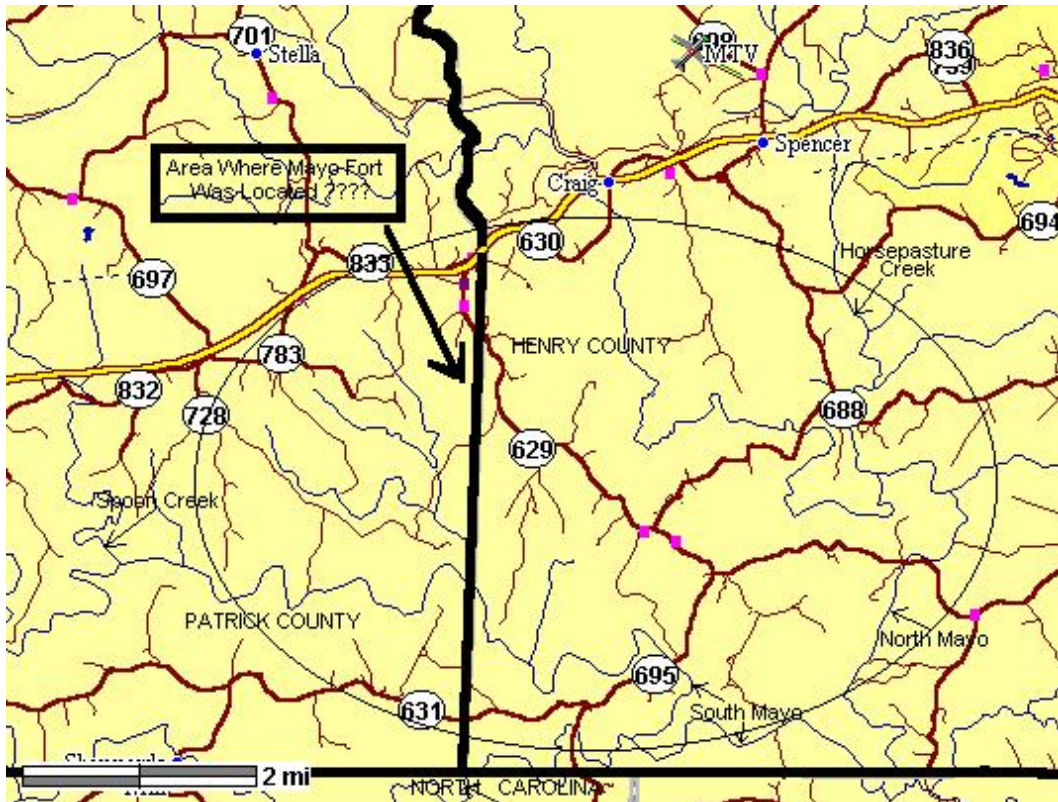 701
Stella
608
MTV
836
759
Spencer
Area Where Mayo Fort
Was Located ????
Craig
694
630
833
Horsepasture
Creek
697
HENRY COUNTY
783
832
728
688
629
Spoon Creek
PATRICK COUNTY
North Mayo
695
631
South Mayo
2 mi
NORTH CAROLINA